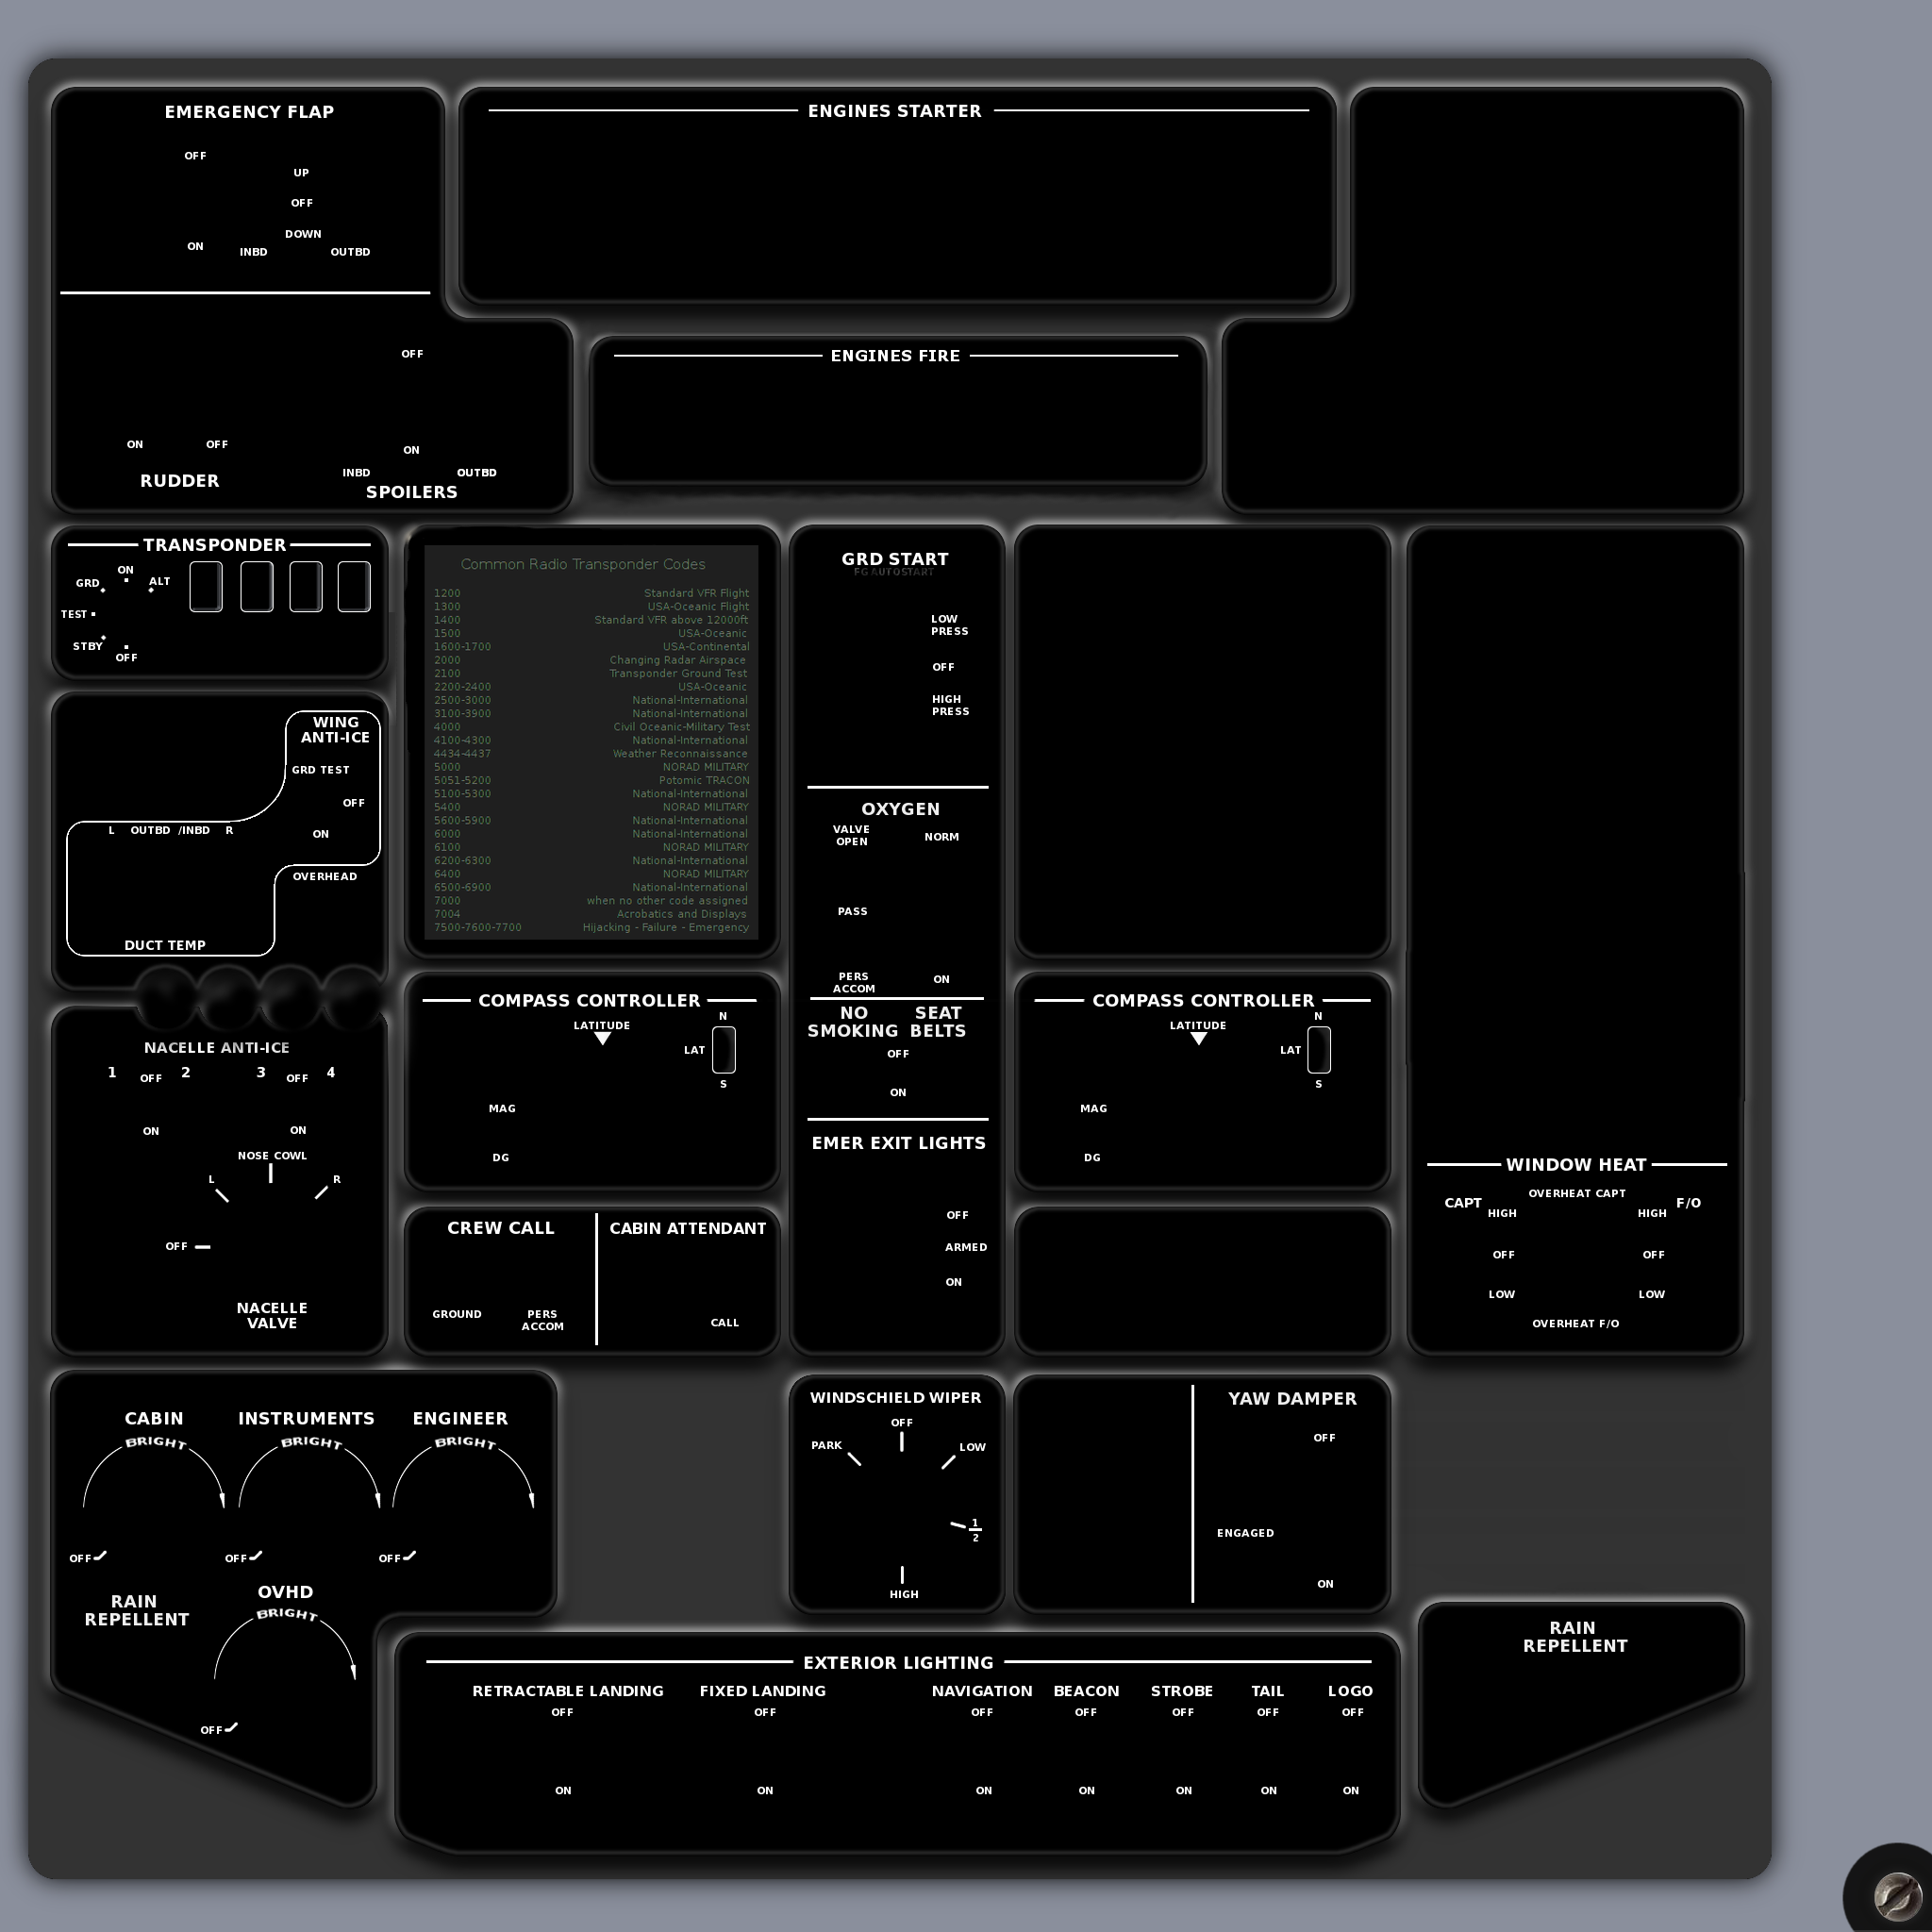 EMERGENCY FLAP
OFF
UP
OFF
DOWN
ON
INBD
OUTBD
OFF
ON
OFF
ON
RUDDER
INBD
OUTBD
SPOILERS
ENGINES STARTER
ENGINES FIRE
TRANSPONDER
ON
GRD
ALT
TEST
STBY
OFF
WING
ANTI-ICE
GRD TEST
OFF
ON
L OUTBD /INBD R
OVERHEAD
DUCT TEMP
NACELLE ANTI-ICE
1 OFF 2 3 OFF 4
ON
ON
NOSE COWL
L
R
OFF
NACELLE
VALVE
Common Radio Transponder Codes
1200 Standard VFR Flight
1300 USA-Oceanic Flight
1400 Standard VFR above 12000ft
1500 USA-Oceanic
1600-1700 USA-Continental
2000 Changing Radar Airspace
2100 Transponder Ground Test
2200-2400 USA-Oceanic
2500-3000 National-International
3100-3900 National-International
4000 Civil Oceanic-Military Test
4100-4300 National-International
4434-4437 Weather Reconnaissance
5000 NORAD MILITARY
5051-5200 Potomic TRACON
5100-5300 National-International
5400 NORAD MILITARY
5600-5900 National-International
6000 National-International
6100 NORAD MILITARY
6200-6300 National-International
6400 NORAD MILITARY
6500-6900 National-International
7000 when no other code assigned
7004 Acrobatics and Displays
7500-7600-7700 Hijacking - Failure - Emergency
GRD START
FG AUTOSTART
LOW
PRESS
OFF
HIGH
PRESS
OXYGEN
VALVE
OPEN
NORM
PASS
PERS
ACCOM
ON
NO
SMOKING
SEAT
BELTS
OFF
ON
EMER EXIT LIGHTS
OFF
ARMED
ON
COMPASS CONTROLLER
LATITUDE
N
LAT
S
MAG
DG
COMPASS CONTROLLER
LATITUDE
N
LAT
S
MAG
DG
CREW CALL
GROUND
PERS
ACCOM
CABIN ATTENDANT
CALL
WINDOW HEAT
CAPT
OVERHEAT CAPT
F/O
HIGH
HIGH
OFF
OFF
LOW
LOW
OVERHEAT F/O
CABIN
BRIGHT
OFF
INSTRUMENTS
BRIGHT
OFF
ENGINEER
BRIGHT
OFF
RAIN
REPELLENT
OVHD
BRIGHT
OFF
WINDSCHIELD WIPER
OFF
PARK
LOW
1
2
HIGH
YAW DAMPER
OFF
ENGAGED
ON
EXTERIOR LIGHTING
RETRACTABLE LANDING FIXED LANDING NAVIGATION BEACON STROBE TAIL LOGO
OFF OFF OFF OFF OFF OFF OFF
ON ON ON ON ON ON ON
RAIN
REPELLENT